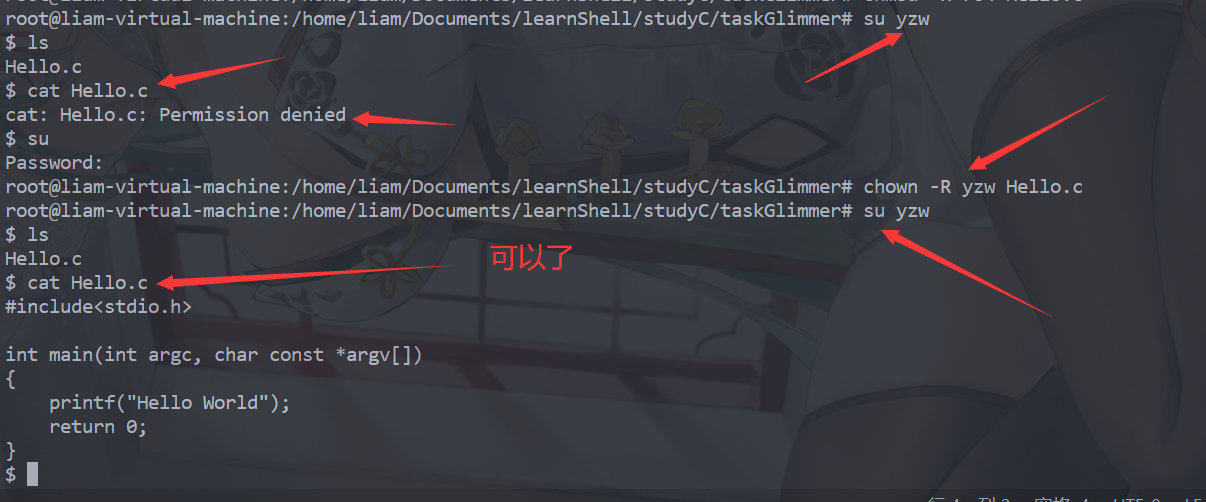 root@liam-virtual-machine:/home/liam/Documents/learnShell/studyC/taskGlimmer# su yzw
$ ls
Hello.c
$ cat Hello.c
cat: Hello.c: Permission denied
$ su
Password:
root@liam-virtual-machine:/home/liam/Documents/learnShell/studyC/taskGlimmer# chown -R yzw Hello.c
root@liam-virtual-machine:/home/liam/Documents/learnShell/studyC/taskGlimmer# su yzw
$ ls
Hello.c
可以了
$ cat Hello.c
#include<stdio.h>
int main(int argc, char const *argv[])
{
    printf("Hello World");
    return 0;
}
$